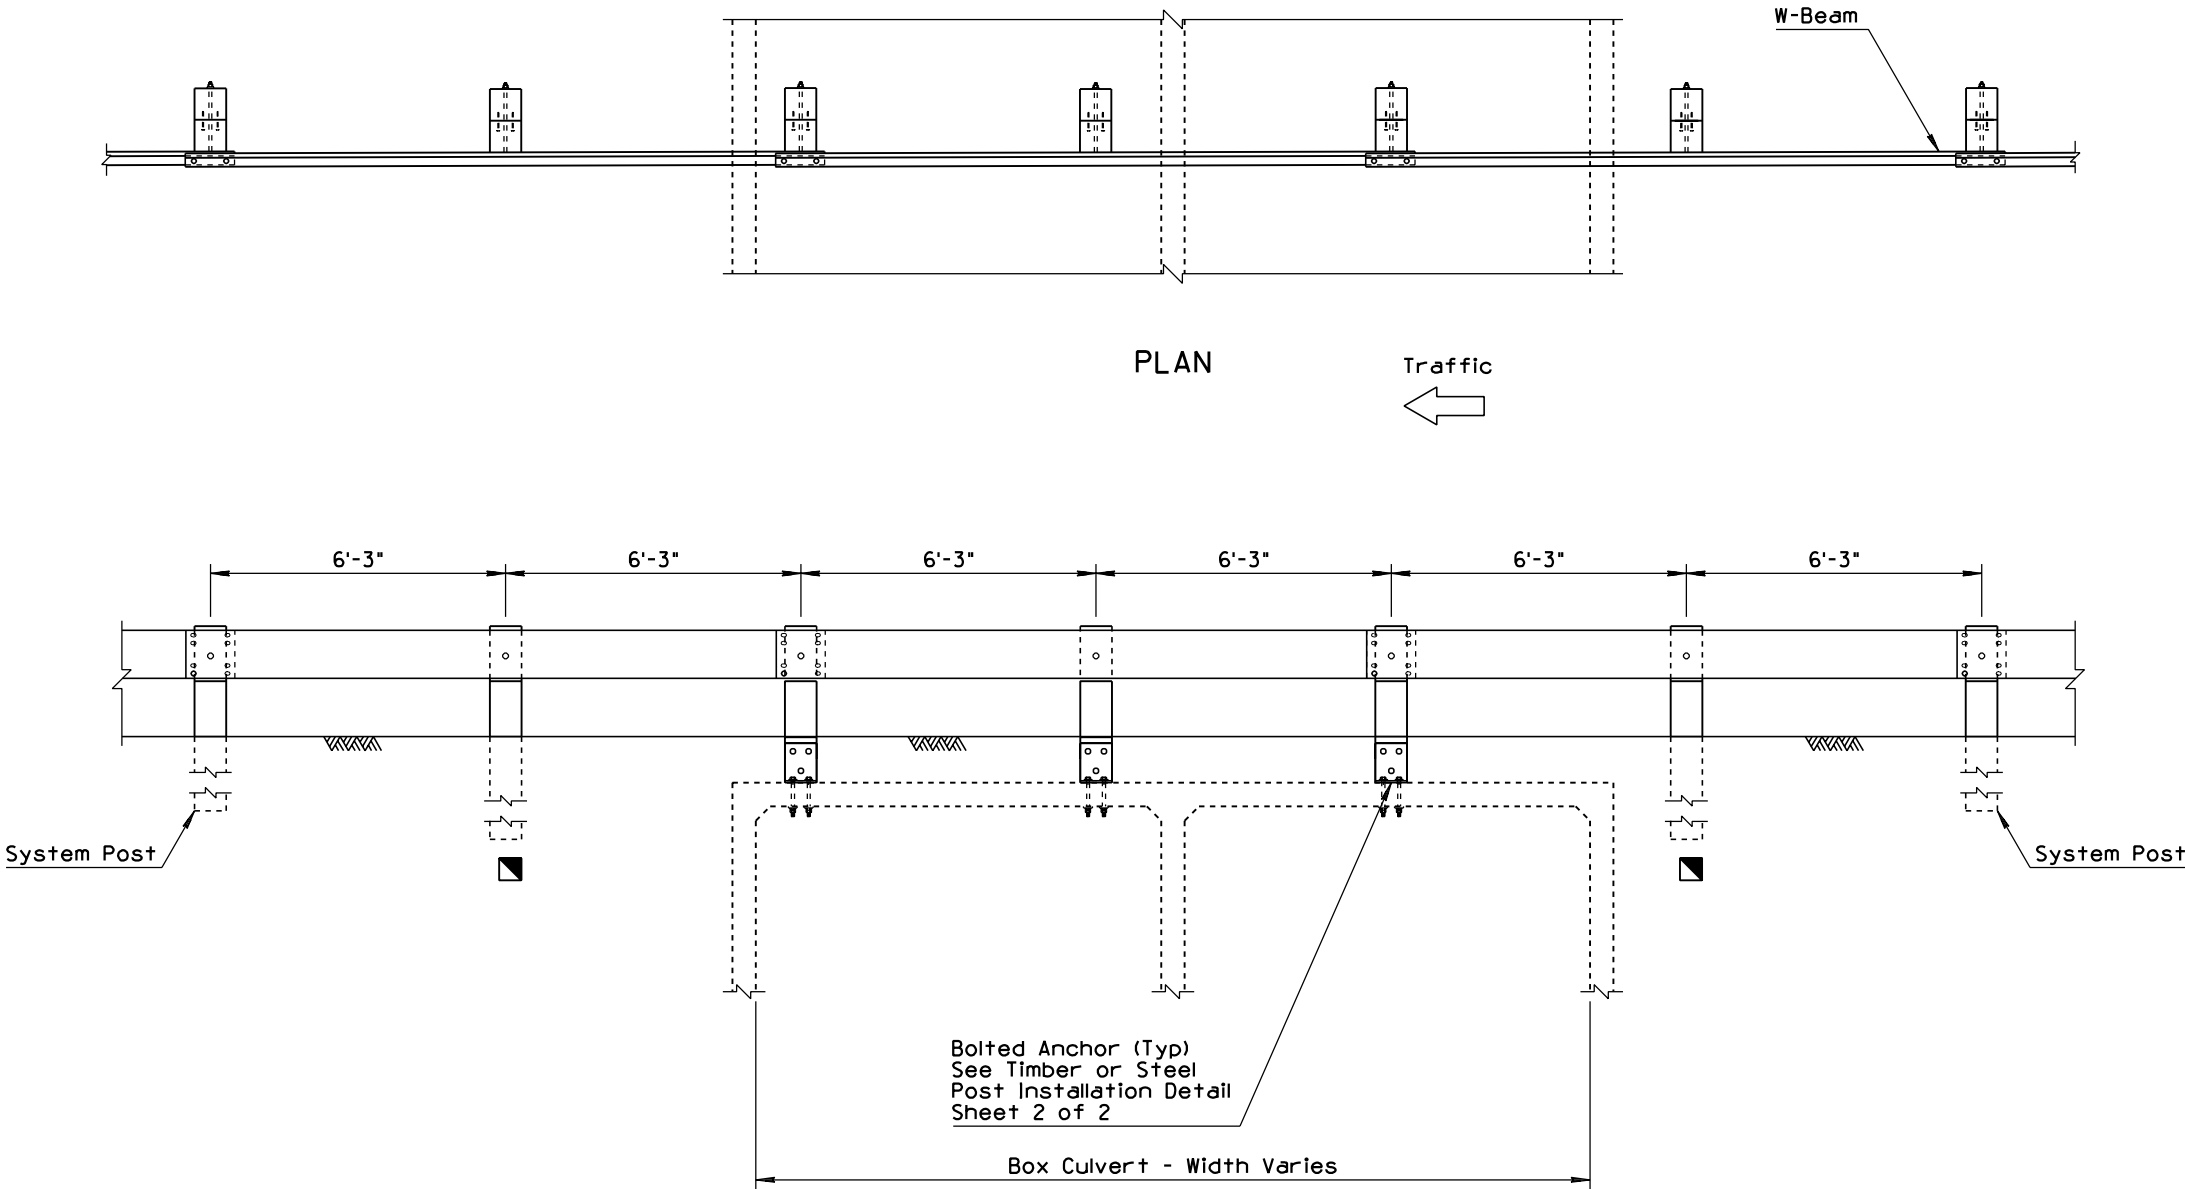 W-Beam
PLAN
Traffic
6'-3" 6'-3" 6'-3" 6'-3" 6'-3" 6'-3"
System Post
System Post
Bolted Anchor (Typ)
See Timber or Steel
Post Installation Detail
Sheet 2 of 2
Box Culvert - Width Varies